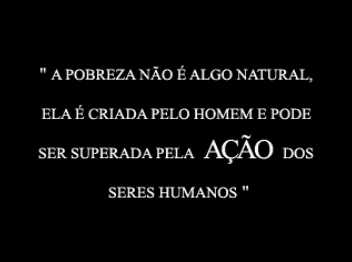 " A POBREZA NÃO É ALGO NATURAL,
ELA É CRIADA PELO HOMEM E PODE
SER SUPERADA PELA AÇÃO DOS
SERES HUMANOS "